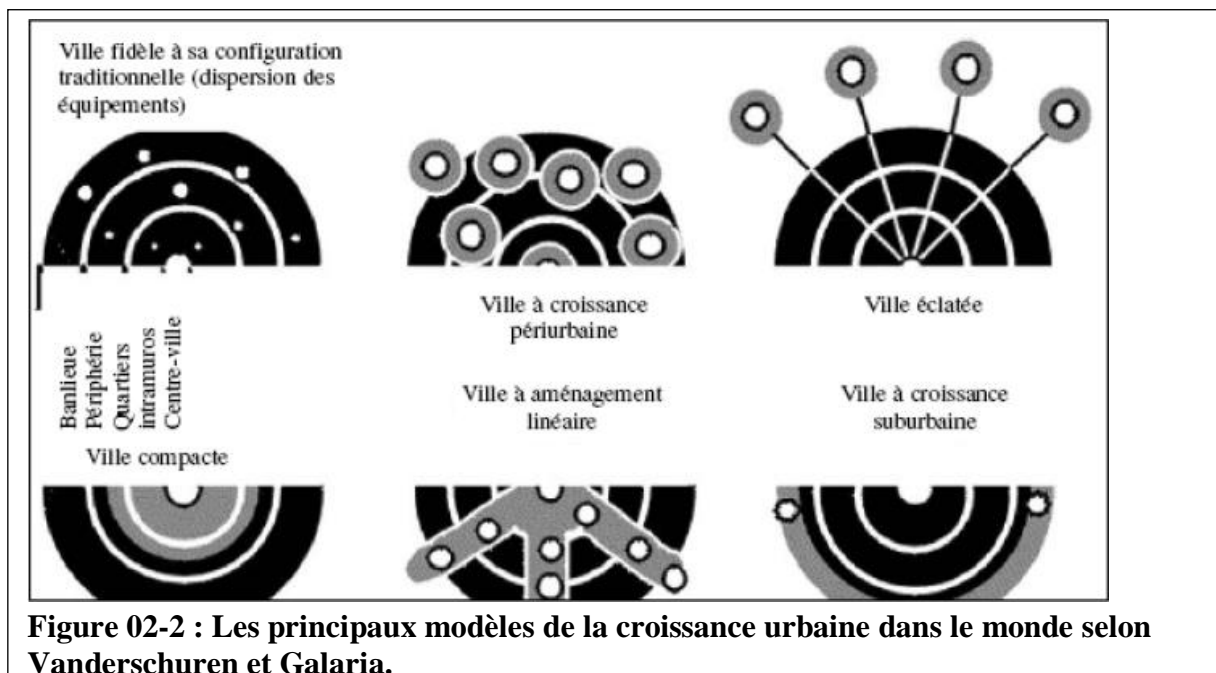 Ville fidèle à sa configuration
traditionnelle (dispersion des
équipements)
Ville à croissance
périurbaine
Ville éclatée
Banlieue
Périphérie
Quartiers
intramuros
Centre-ville
Ville à aménagement
linéaire
Ville à croissance
suburbaine
Ville compacte
Figure 02-2 : Les principaux modèles de la croissance urbaine dans le monde selon
Vanderschuren et Galaria.